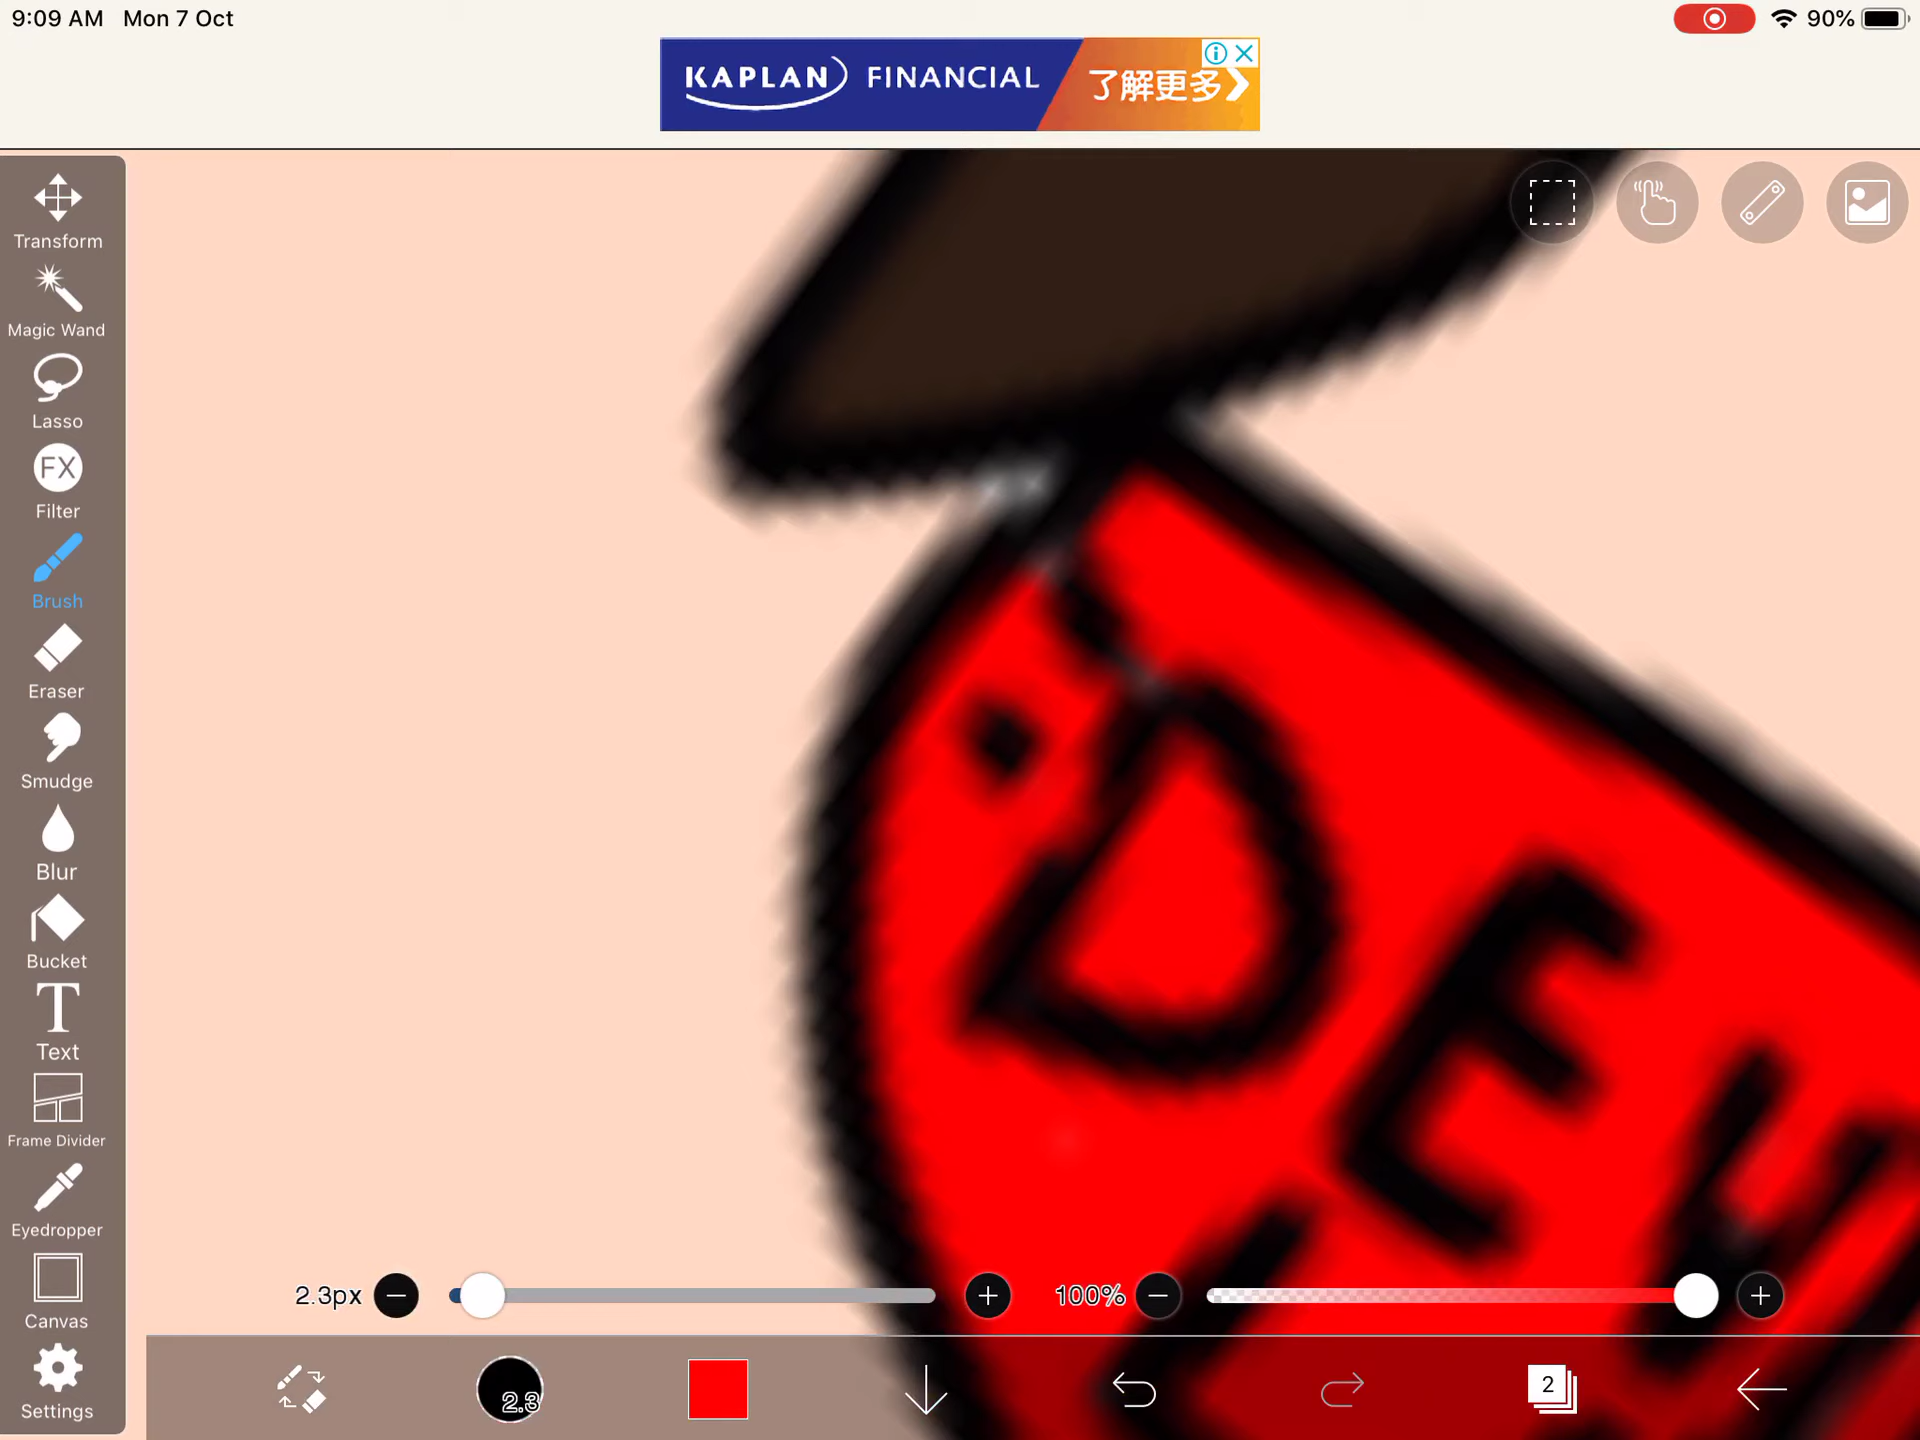 9:09 AM Mon 7 Oct
90%
KAPLAN FINANCIAL 了解更多
Transform
Magic Wand
Lasso
FX
Filter
Brush
Eraser
Smudge
Blur
Bucket
T
Text
Frame Divider
Eyedropper
Canvas
Settings
DE
2.3px
100%
2.3
2